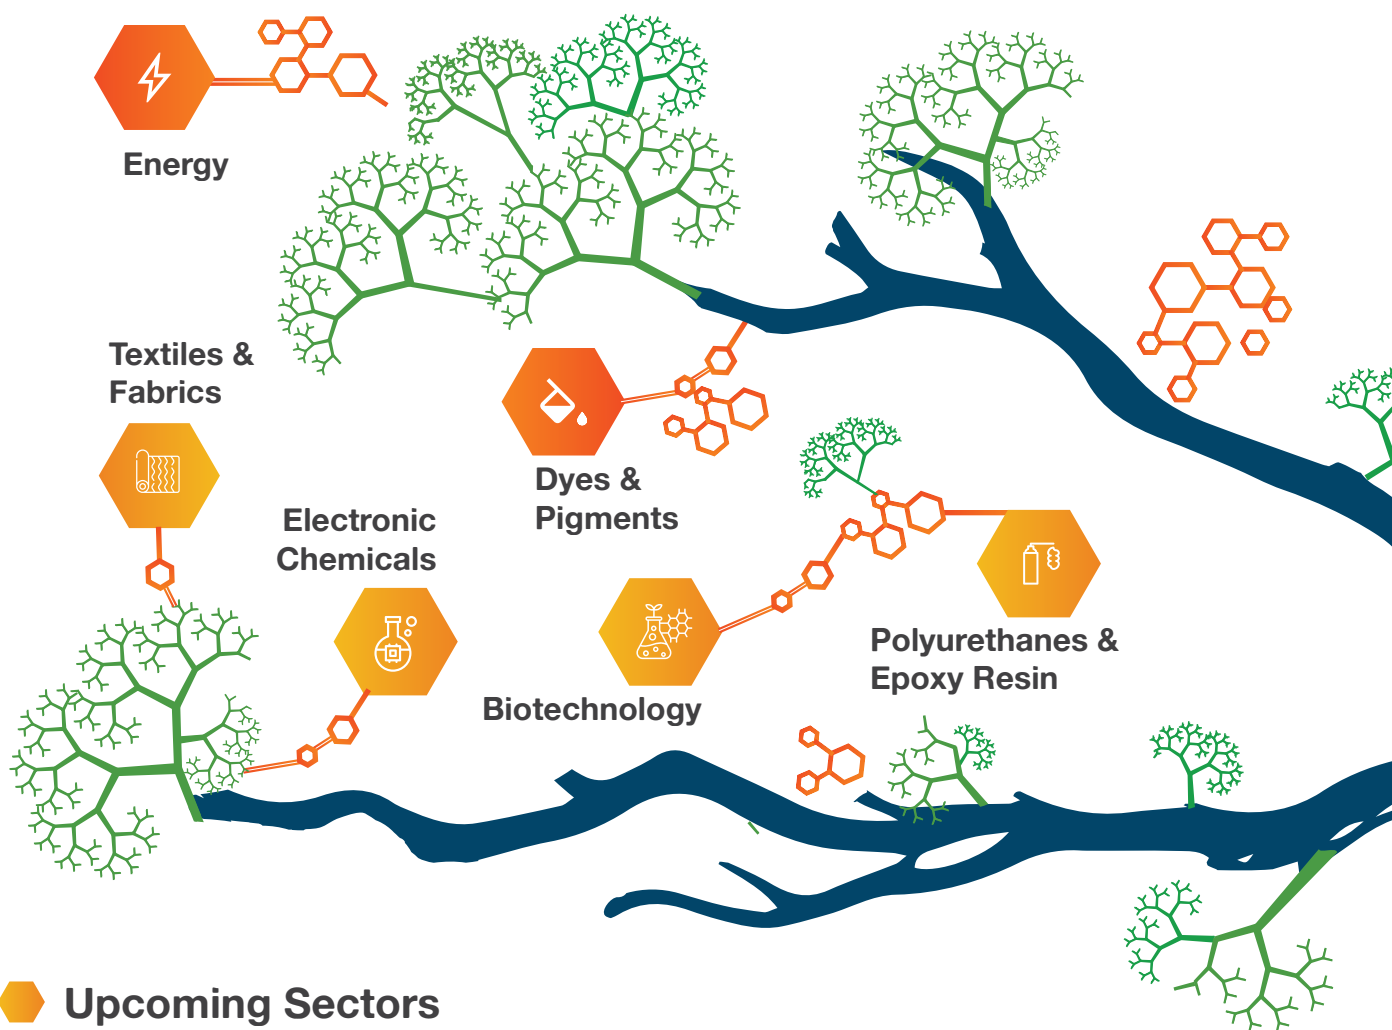 Energy
Textiles &
Fabrics
Dyes &
Pigments
Electronic
Chemicals
Polyurethanes &
Epoxy Resin
Biotechnology
Upcoming Sectors